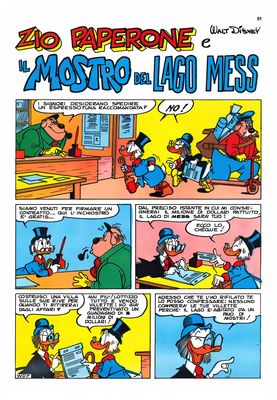 51
ZIO PAPERONE e
WALT DISNEY
IL MOSTRO DEL LAGO MESS
I SIGNORI DESIDERANO SPEDIRE
UN ESPRESSO? UNA RACCOMANDATA?
NO!
SIAMO VENUTI PER FIRMARE UN
CONTRATTO... QUI L'INCHIOSTRO
È GRATIS...
DAL PRECISO ISTANTE IN CUI MI CONSE-
GNERAI IL MILIONE DI DOLLARI PATTUITO,
IL LAGO DI MESS SARÀ TUO!
ECCO LO
CHEQUE!
COSTRUISCI UNA VILLA
SULLE SUE RIVE PER
QUANDO TI RITIRERAI
DAGLI AFFARI?
MAI PIÙ! LOTTIZZO
TUTTO E VENDO
VILLETTE! HO GIÀ
PREVENTIVATO UN
GUADAGNO DI 5
MILIONI DI
DOLLARI!
ADESSO CHE TE L'HO RIFILATO TE
LO POSSO CONFESSARE: NESSUNO
COMPRERÀ LE TUE VILLETTE
PERCHÉ IL LAGO È ABITATO DA UN
PAIO DI
MOSTRI!